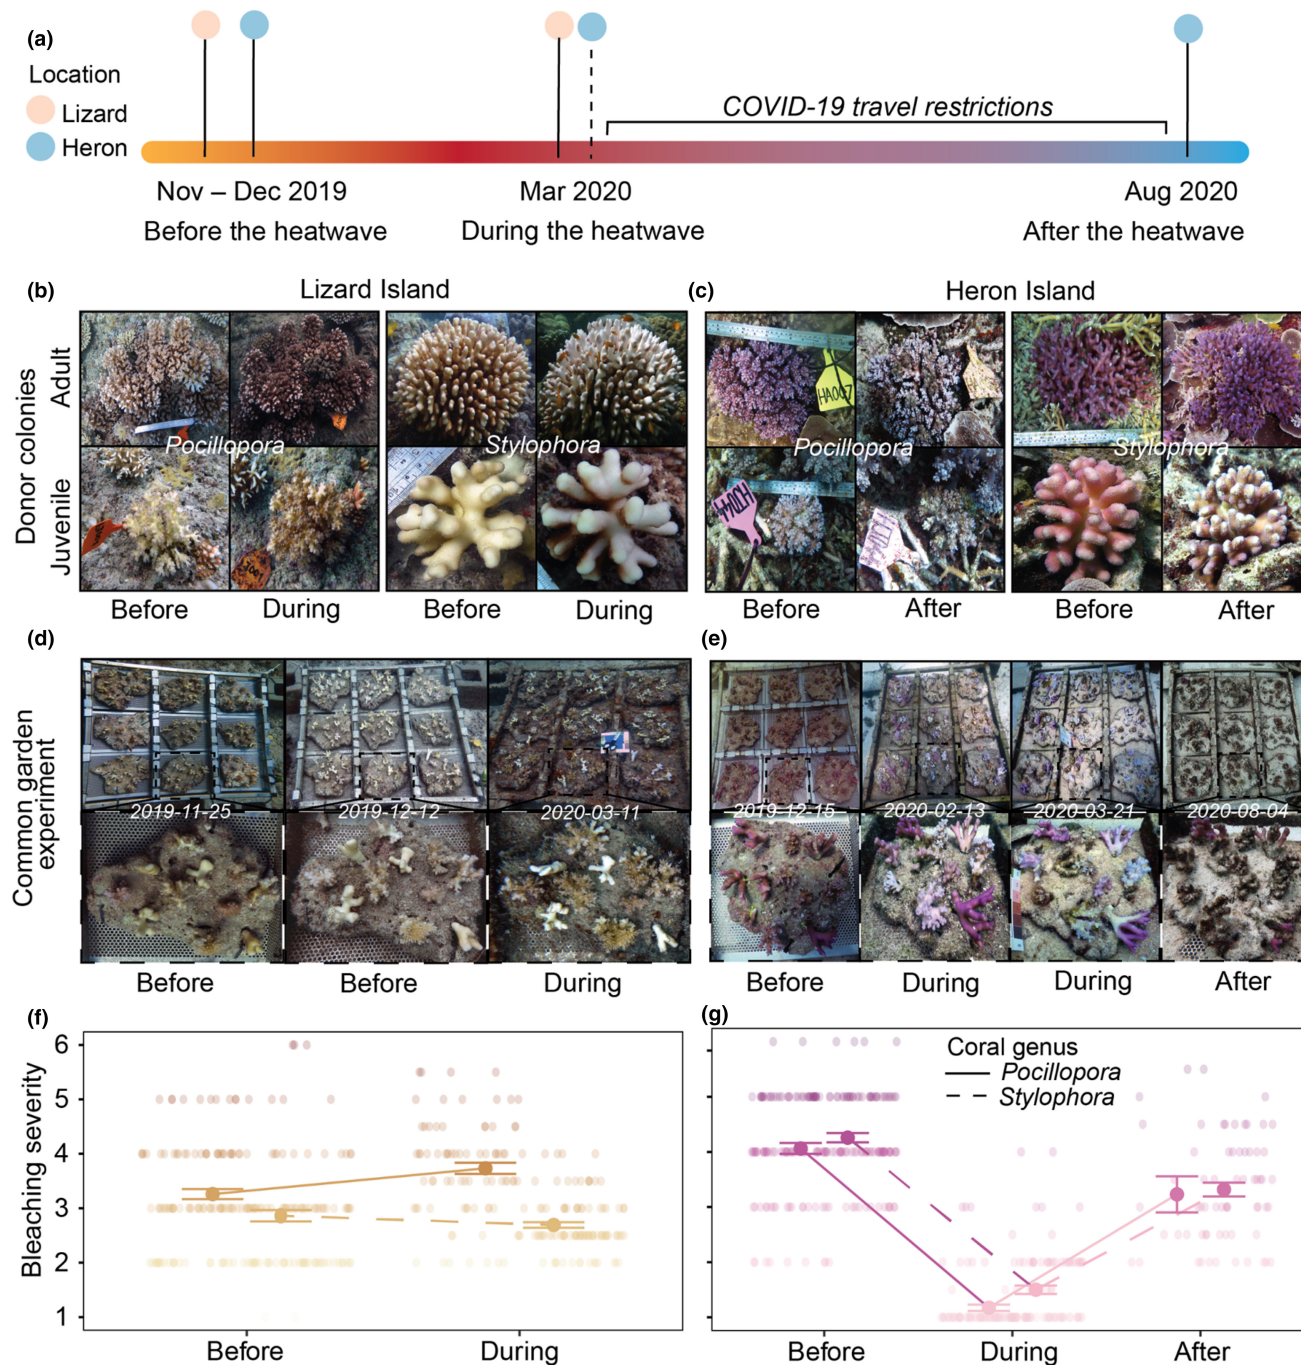 (a)
Location
Lizard
Heron
COVID-19 travel restrictions
Nov – Dec 2019
Mar 2020
Aug 2020
Before the heatwave
During the heatwave
After the heatwave
(b)
Lizard Island
(c)
Heron Island
Donor colonies
Adult
Juvenile
HA007
Pocillopora
Stylophora
Pocillopora
Stylophora
HJ044
Before
During
Before
During
Before
After
Before
After
(d)
(e)
Common garden
experiment
2019-11-25
2019-12-12
2020-03-11
2019-12-16
2020-02-13
2020-03-21
2020-08-04
Before
Before
During
Before
During
During
After
(f)
(g)
Bleaching severity
6
5
4
3
2
1
Coral genus
Pocillopora
Stylophora
Before
During
Before
During
After